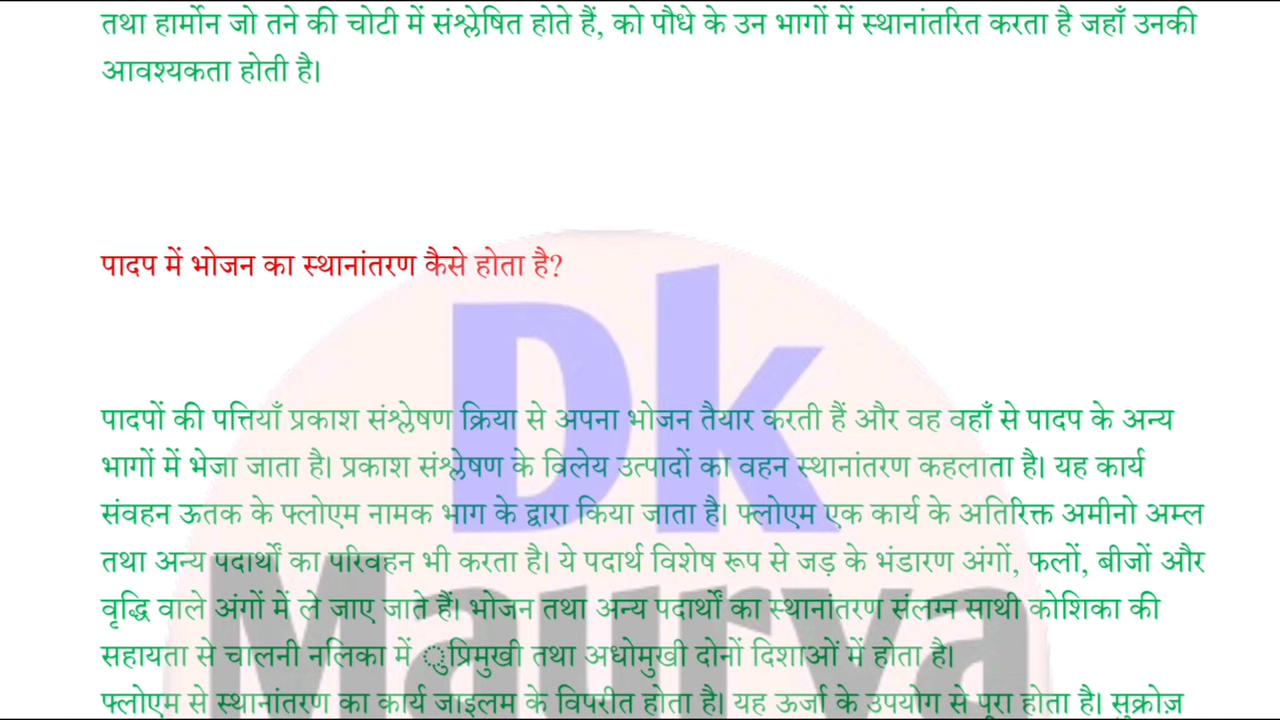 तथा हार्मोन जो तने की चोटी में संश्लेषित होते हैं, को पौधे के उन भागों में स्थानांतरित करता है जहाँ उनकी
आवश्यकता होती है।
पादप में भोजन का स्थानांतरण कैसे होता है?
पादपों की पत्तियाँ प्रकाश संश्लेषण क्रिया से अपना भोजन तैयार करती हैं और वह वहाँ से पादप के अन्य
भागों में भेजा जाता है। प्रकाश संश्लेषण के विलेय उत्पादों का वहन स्थानांतरण कहलाता है। यह कार्य
संवहन ऊतक के फ्लोएम नामक भाग के द्वारा किया जाता है। फ्लोएम एक कार्य के अतिरिक्त अमीनो अम्ल
तथा अन्य पदार्थों का परिवहन भी करता है। ये पदार्थ विशेष रूप से जड़ के भंडारण अंगों, फलों, बीजों और
वृद्धि वाले अंगों में ले जाए जाते हैं। भोजन तथा अन्य पदार्थों का स्थानांतरण संलग्न साथी कोशिका की
सहायता से चालनी नलिका में ुप्रिमुखी तथा अधोमुखी दोनों दिशाओं में होता है।
फ्लोएम से स्थानांतरण का कार्य जाइलम के विपरीत होता है। यह ऊर्जा के उपयोग से पूरा होता है। सुक्रोज़
Dk
Maurya